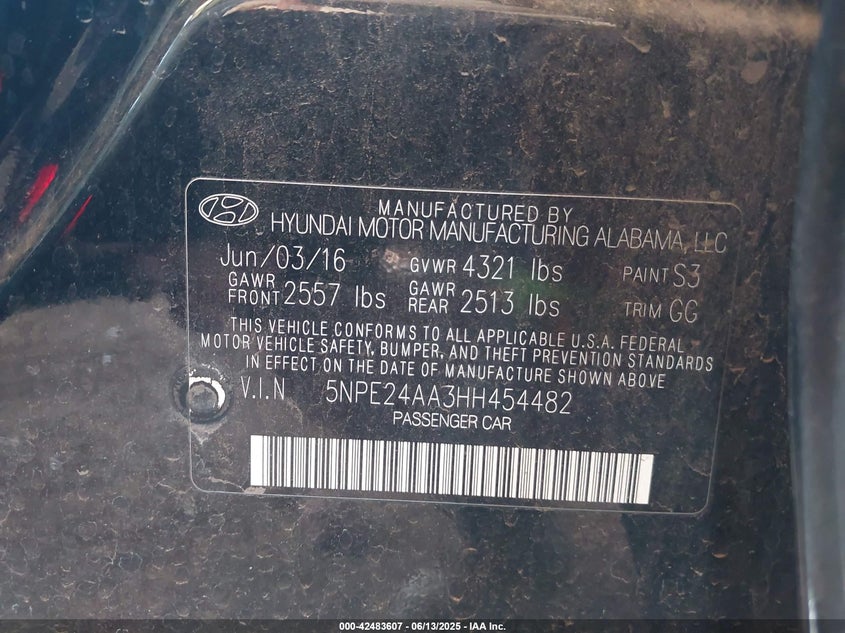 MANUFACTURED BY
HYUNDAI MOTOR MANUFACTURING ALABAMA, LLC
Jun/03/16 GVWR 4321 lbs PAINT S3
GAWR FRONT 2557 lbs GAWR REAR 2513 lbs TRIM GG
THIS VEHICLE CONFORMS TO ALL APPLICABLE U.S.A. FEDERAL
MOTOR VEHICLE SAFETY, BUMPER, AND THEFT PREVENTION STANDARDS
IN EFFECT ON THE DATE OF MANUFACTURE SHOWN ABOVE
V.I.N 5NPE24AA3HH454482
PASSENGER CAR
000-42483607 - 06/13/2025 - IAA Inc.